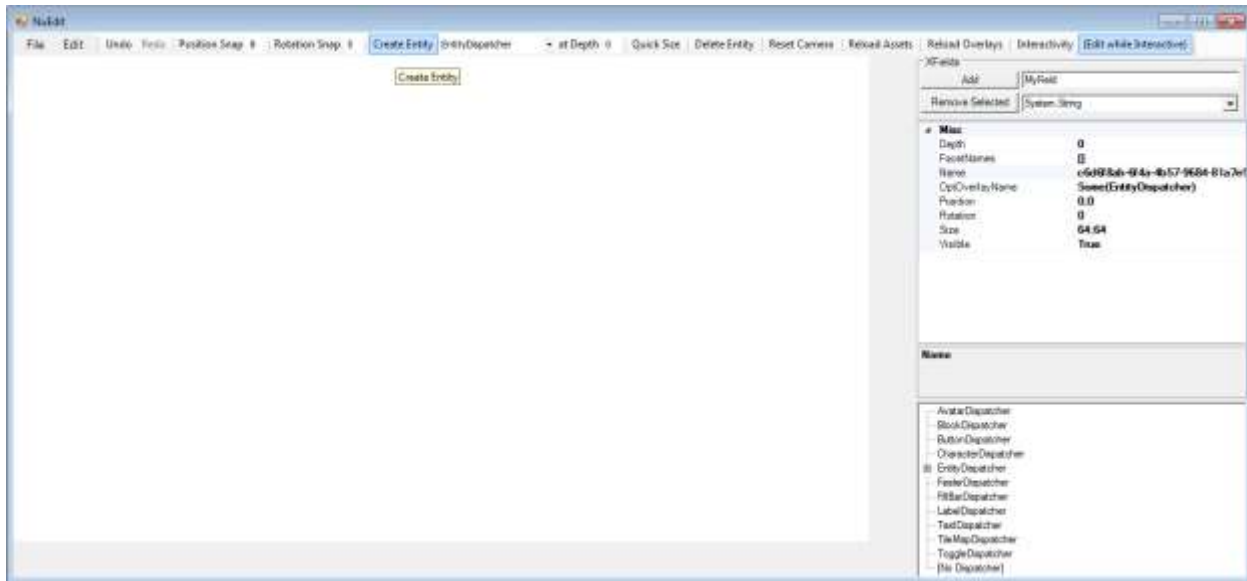 NuEdit
File Edit Undo Redo Position Snap 0 Rotation Snap 0 Create Entity EntityDispatcher at Depth 0 Quick Size Delete Entity Reset Camera Reload Assets Reload Overlays Interactivity (Edit while Interactive)
XFields
Create Entity
Add MyField
Remove Selected System.String
Misc
Depth 0
FacetNames []
Name
OptOverlayName Some(EntityDispatcher)
Position 0.0
Rotation 0
Size 64.64
Visible True
Name
AvatarDispatcher
BlockDispatcher
ButtonDispatcher
CharacterDispatcher
EntityDispatcher
FeelerDispatcher
FillBarDispatcher
LabelDispatcher
TextDispatcher
TileMapDispatcher
ToggleDispatcher
[No Dispatcher]